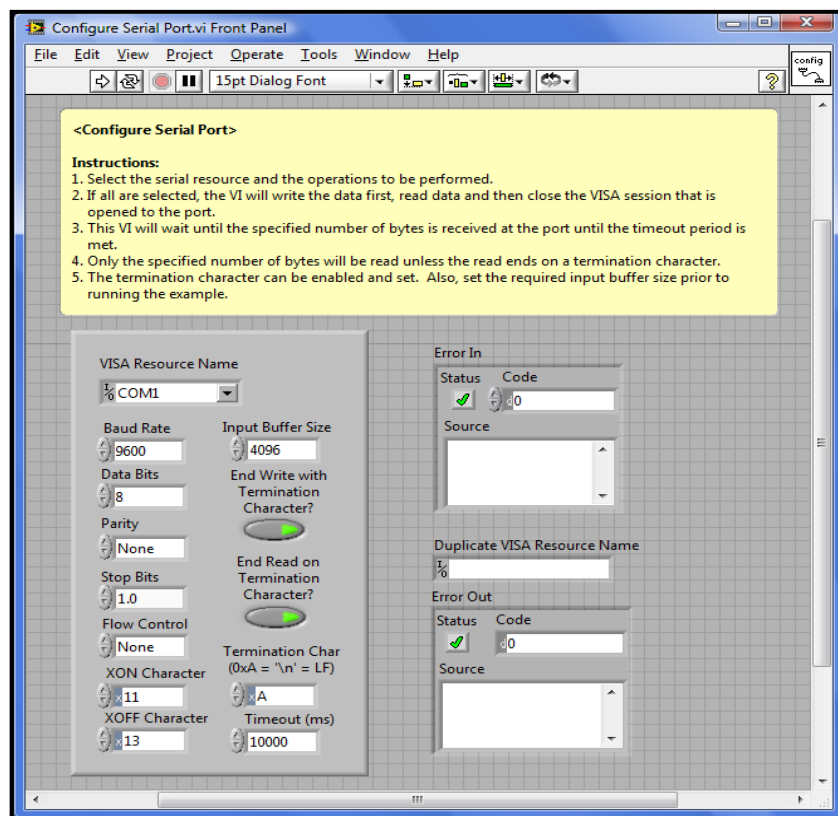 Configure Serial Port.vi Front Panel
File Edit View Project Operate Tools Window Help
15pt Dialog Font
config
<Configure Serial Port>
Instructions:
1. Select the serial resource and the operations to be performed.
2. If all are selected, the VI will write the data first, read data and then close the VISA session that is
opened to the port.
3. This VI will wait until the specified number of bytes is received at the port until the timeout period is
met.
4. Only the specified number of bytes will be read unless the read ends on a termination character.
5. The termination character can be enabled and set.  Also, set the required input buffer size prior to
running the example.
VISA Resource Name
I/O COM1
Baud Rate
9600
Data Bits
8
Parity
None
Stop Bits
1.0
Flow Control
None
XON Character
x 11
XOFF Character
x 13
Input Buffer Size
4096
End Write with
Termination
Character?
End Read on
Termination
Character?
Termination Char
(0xA = '\n' = LF)
x A
Timeout (ms)
10000
Error In
Status Code
d 0
Source
Duplicate VISA Resource Name
I/O
Error Out
Status Code
d 0
Source